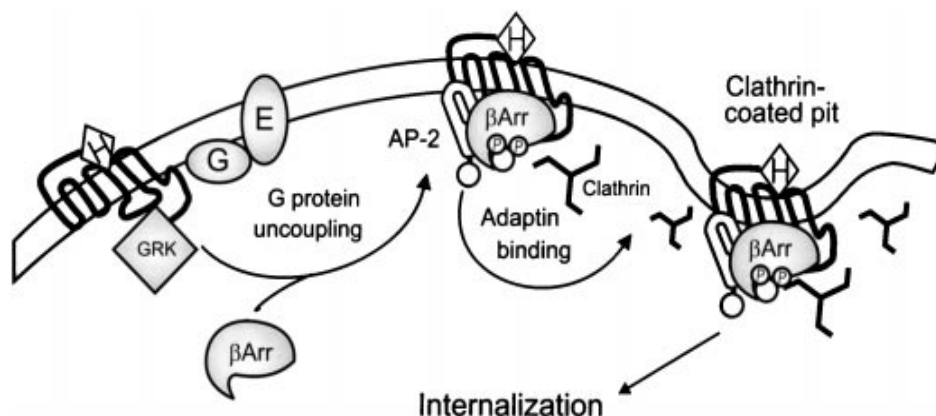 H
E
G
GRK
G protein
uncoupling
βArr
H
AP-2
βArr
P P
Clathrin
Adaptin
binding
Clathrin-
coated pit
H
βArr
P P
Internalization